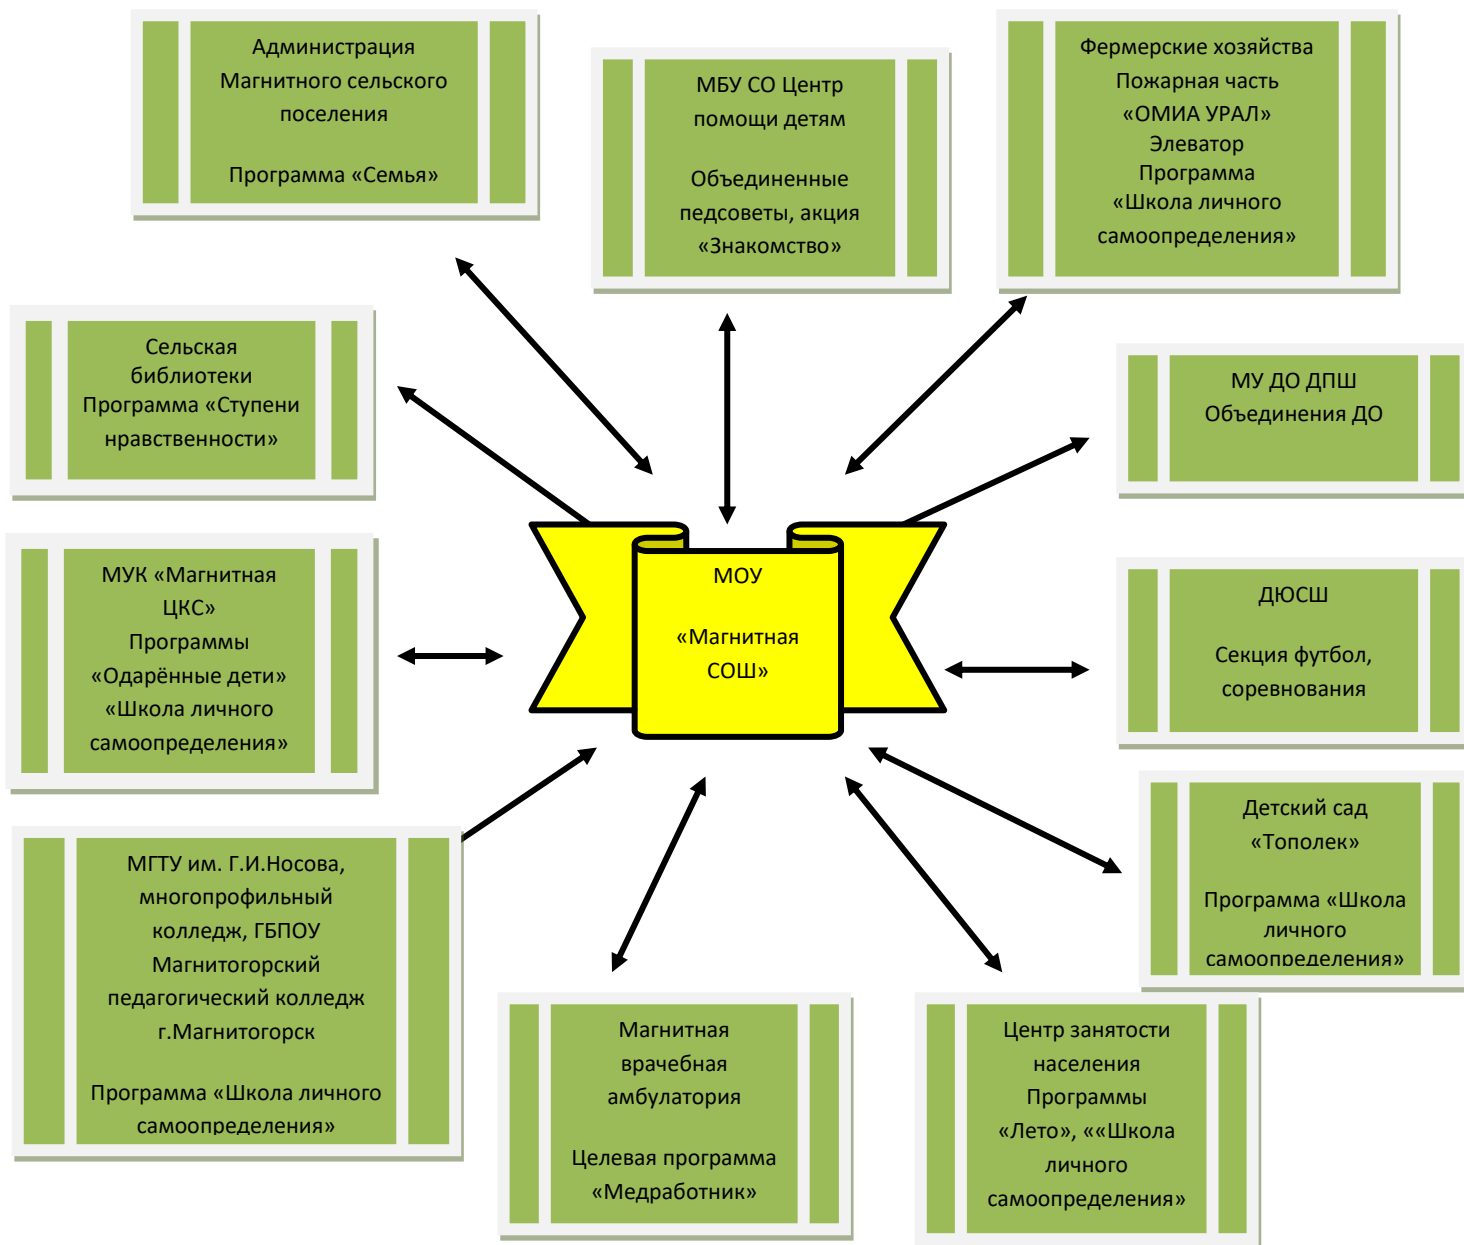 Администрация
Магнитного сельского
поселения
Программа «Семья»
МБУ СО Центр
помощи детям
Объединенные
педсоветы, акция
«Знакомство»
Фермерские хозяйства
Пожарная часть
«ОМИА УРАЛ»
Элеватор
Программа
«Школа личного
самоопределения»
Сельская
библиотеки
Программа «Ступени
нравственности»
МУ ДО ДПШ
Объединения ДО
МУК «Магнитная
ЦКС»
Программы
«Одарённые дети»
«Школа личного
самоопределения»
МОУ
«Магнитная
СОШ»
ДЮСШ
Секция футбол,
соревнования
Детский сад
«Тополек»
Программа «Школа
личного
самоопределения»
МГТУ им. Г.И.Носова,
многопрофильный
колледж, ГБПОУ
Магнитогорский
педагогический колледж
г.Магнитогорск
Программа «Школа личного
самоопределения»
Магнитная
врачебная
амбулатория
Целевая программа
«Медработник»
Центр занятости
населения
Программы
«Лето», ««Школа
личного
самоопределения»